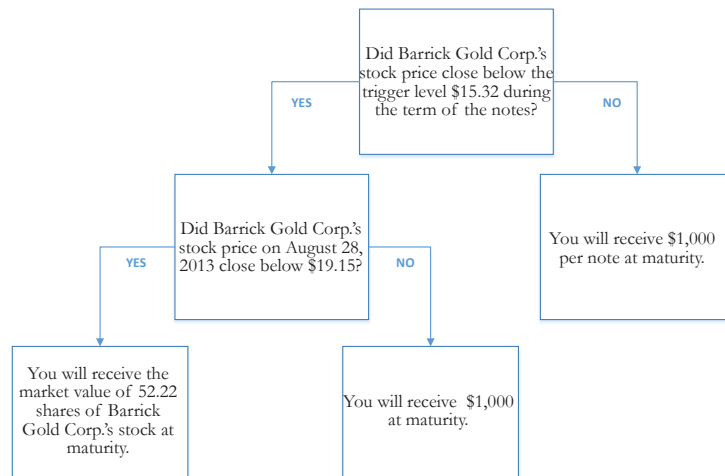 Did Barrick Gold Corp.'s
stock price close below the
trigger level $15.32 during
the term of the notes?
YES
NO
Did Barrick Gold Corp.'s
stock price on August 28,
2013 close below $19.15?
You will receive $1,000
per note at maturity.
YES
NO
You will receive the
market value of 52.22
shares of Barrick
Gold Corp.'s stock at
maturity.
You will receive $1,000
at maturity.